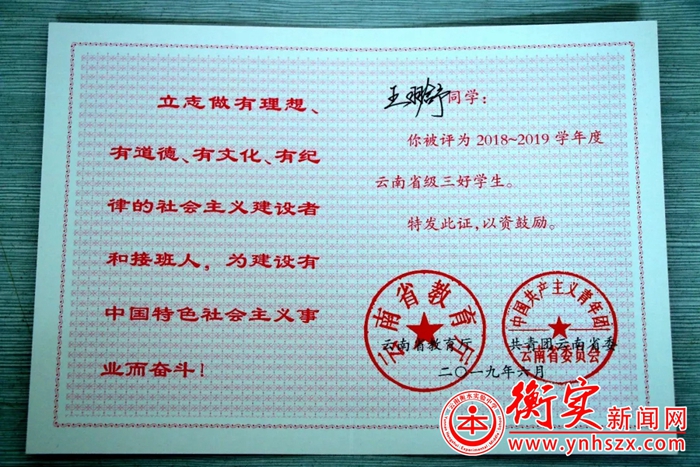 立志做有理想、
有道德、有文化、有纪
律的社会主义建设者
和接班人，为建设有
中国特色社会主义事
业而奋斗！
同学：
你被评为2018~2019学年度
云南省级三好学生。
特发此证，以资鼓励。
云南省教育厅
中国共产主义青年团
云南省委员会
云南省教育厅 共青团云南省委
二〇一九年六月
衡实新闻网
www.ynhszx.com